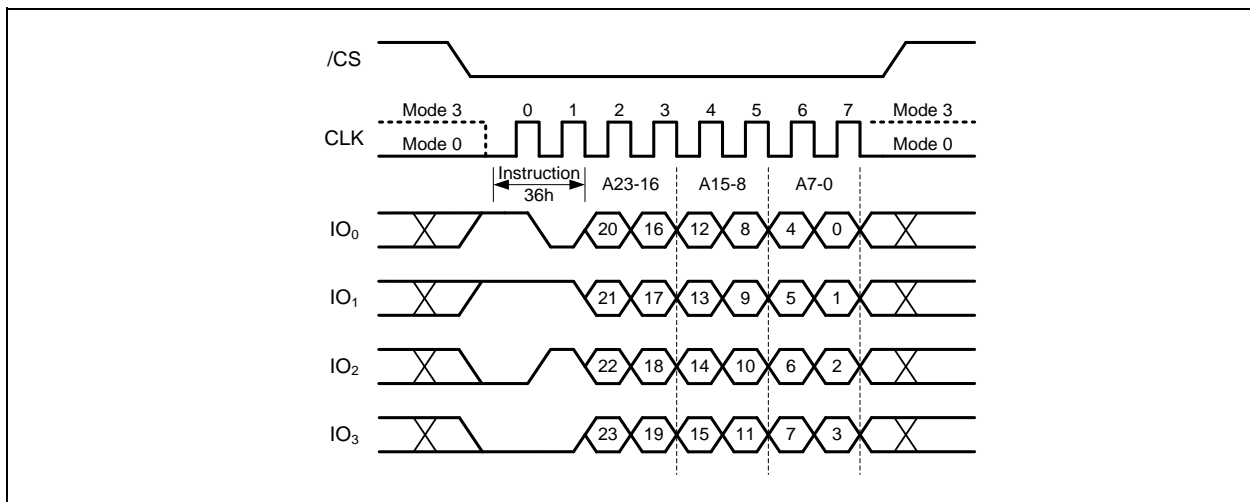 /CS
Mode 3 0 1 2 3 4 5 6 7 Mode 3
CLK
Mode 0 Mode 0
Instruction
36h
A23-16 A15-8 A7-0
IO₀ 20 16 12 8 4 0
IO₁ 21 17 13 9 5 1
IO₂ 22 18 14 10 6 2
IO₃ 23 19 15 11 7 3